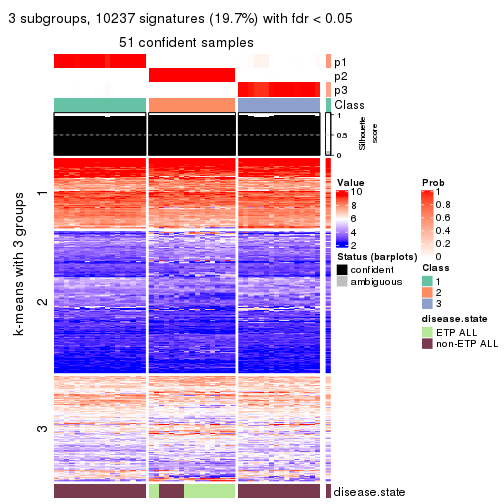 3 subgroups, 10237 signatures (19.7%) with fdr < 0.05
51 confident samples
p1
p2
p3
Class
1
0.5
0
Silhouette
score
k-means with 3 groups
1
2
3
disease.state
Value
10
8
6
4
2
Status (barplots)
confident
ambiguous
Prob
1
0.8
0.6
0.4
0.2
0
Class
1
2
3
disease.state
ETP ALL
non-ETP ALL